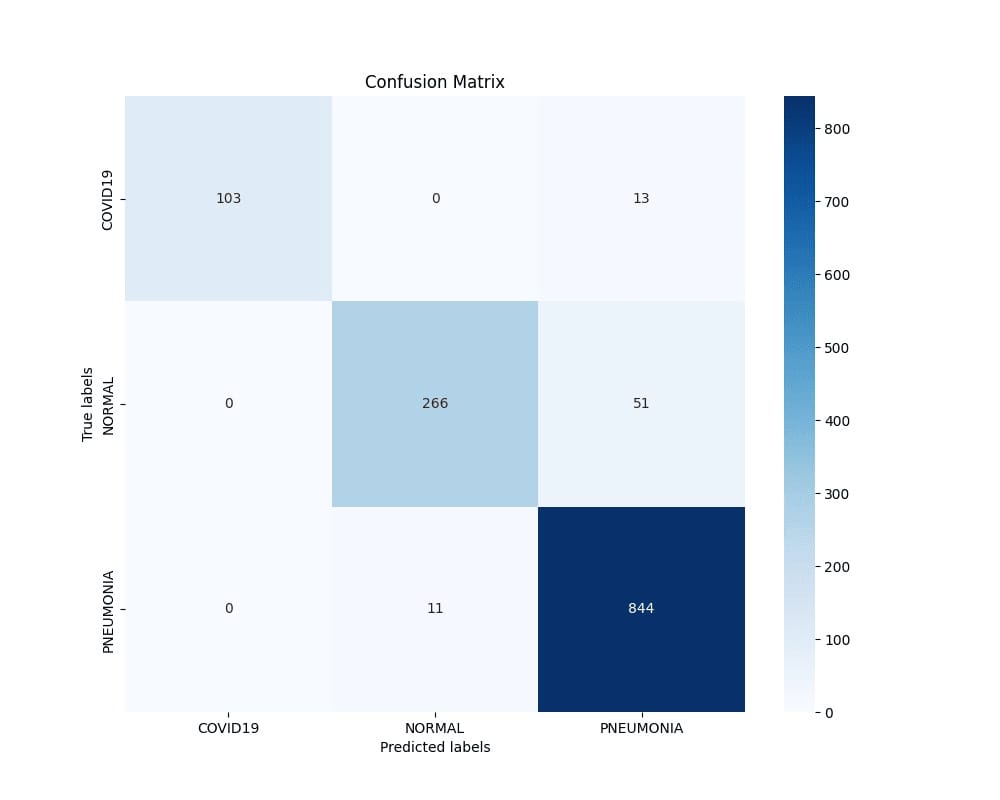 Confusion Matrix
True labels
COVID19
103 0 13
NORMAL
0 266 51
PNEUMONIA
0 11 844
COVID19 NORMAL PNEUMONIA
Predicted labels
800
700
600
500
400
300
200
100
0